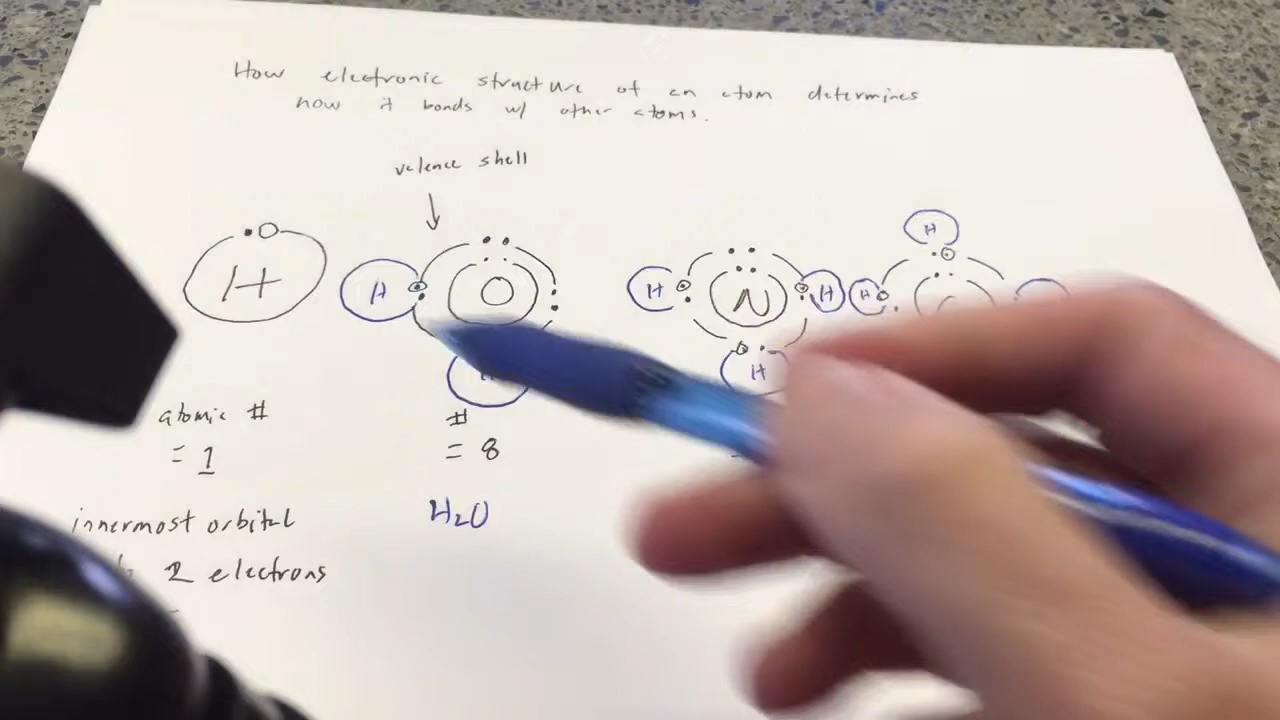 How electronic structure of an atom determines
how it bonds w/ other atoms.
valence shell
H
H
O
H
N
H
H
H
H
H
atomic #
= 1
#
= 8
innermost orbital
2 electrons
H2O